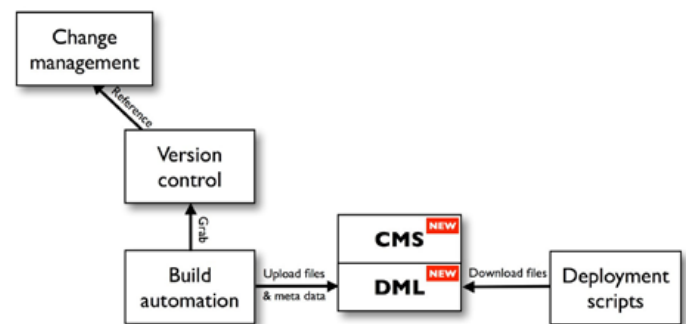 Change
management
Reference
Version
control
Grab
NEW
CMS
Build
automation
Upload files
& meta data
NEW
DML
Download files
Deployment
scripts